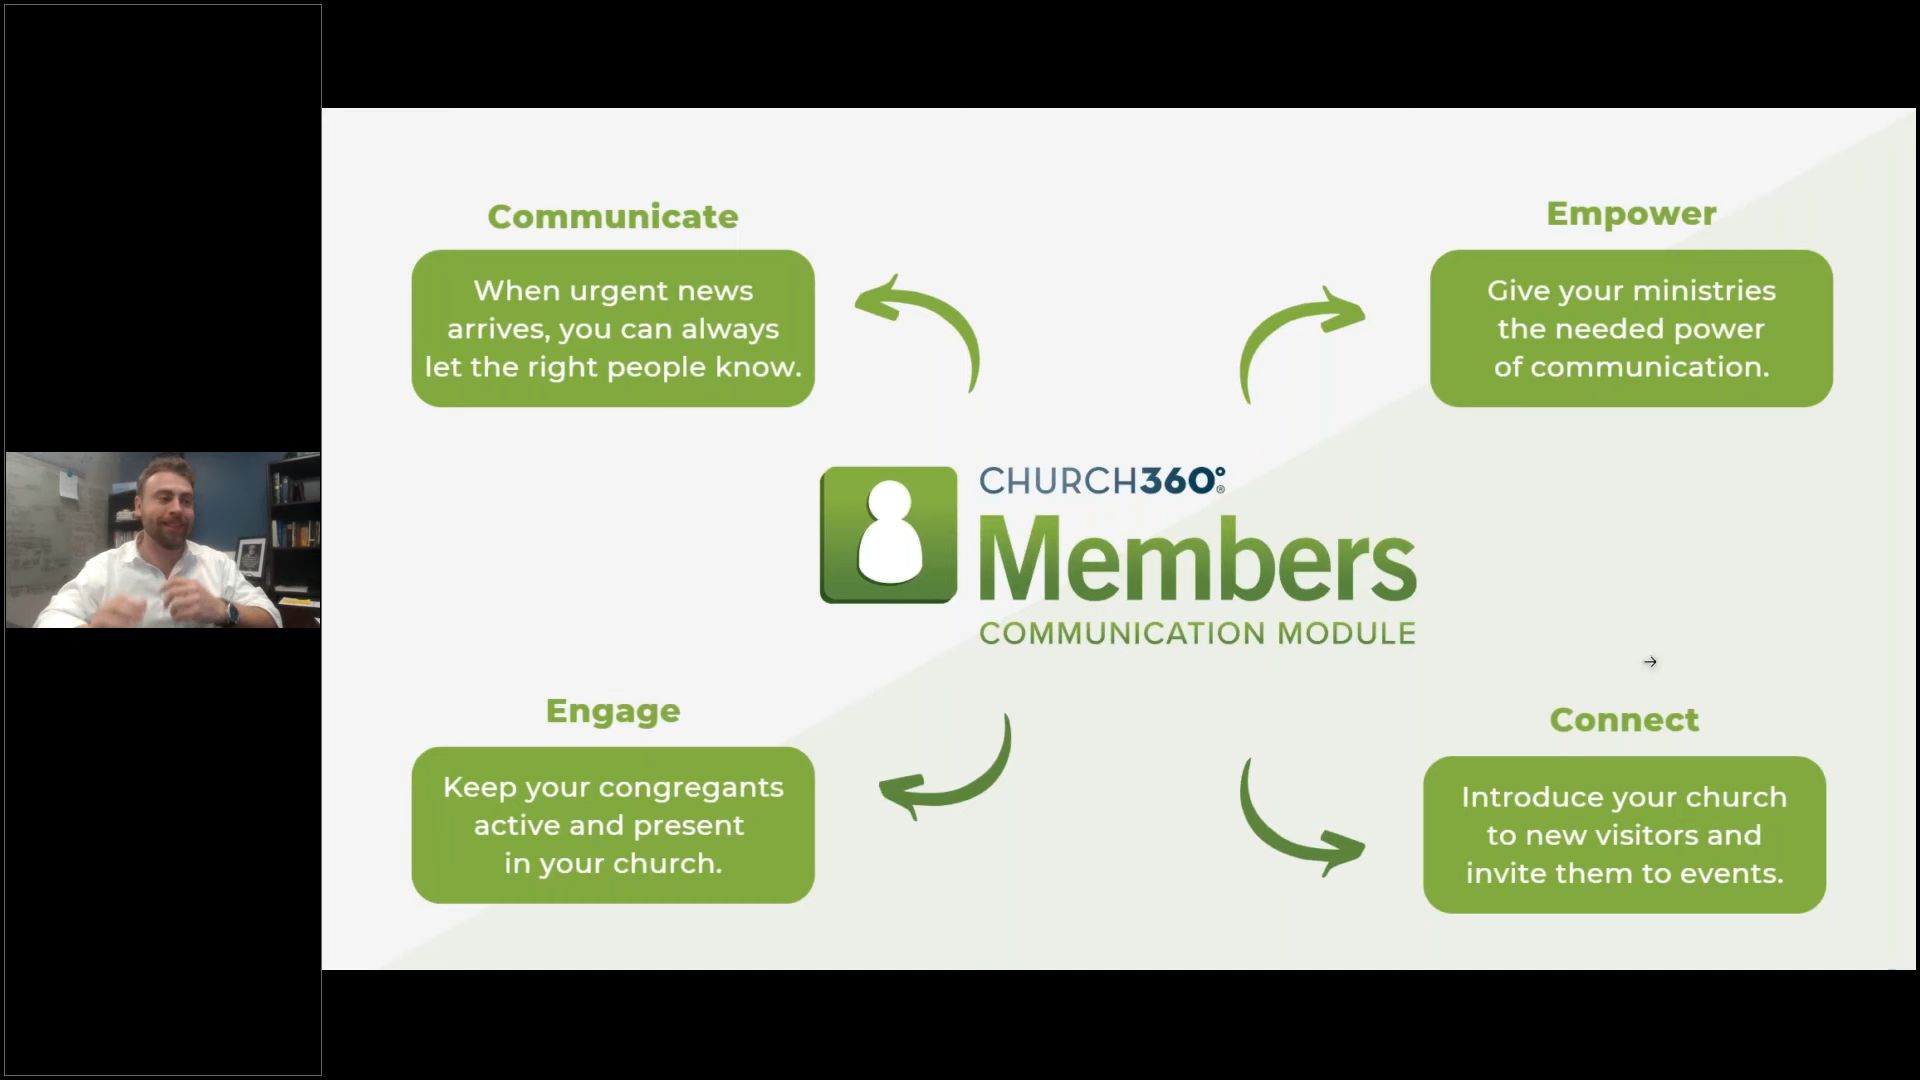 Communicate
When urgent news
arrives, you can always
let the right people know.
Empower
Give your ministries
the needed power
of communication.
CHURCH360°®
Members
COMMUNICATION MODULE
Engage
Keep your congregants
active and present
in your church.
Connect
Introduce your church
to new visitors and
invite them to events.